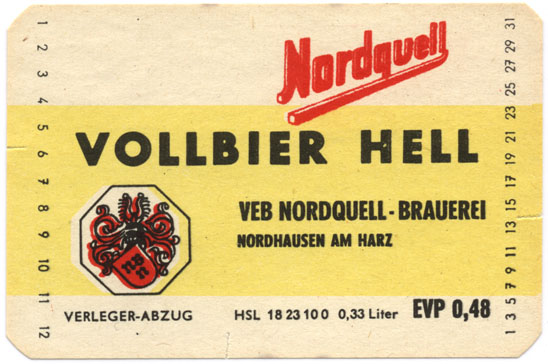 Nordquell
VOLLBIER HELL
VEB NORDQUELL-BRAUEREI
NORDHAUSEN AM HARZ
VERLEGER-ABZUG
HSL 18 23 10 0 0,33 Liter
EVP 0,48
1 2 3 4 5 6 7 8 9 10 11 12
1 3 5 7 9 11 13 15 17 19 21 23 25 27 29 31